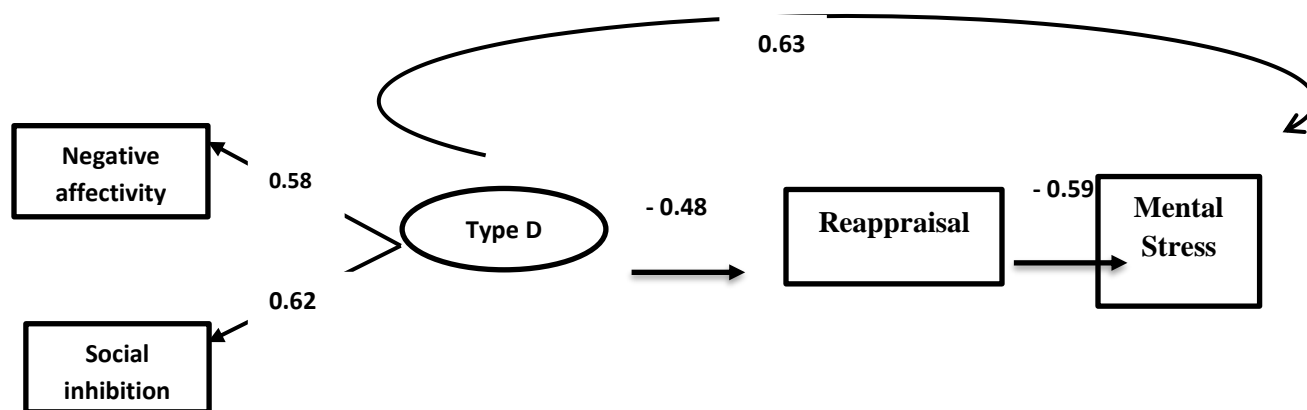 0.63
Negative
affectivity
0.58
Type D
- 0.48
Reappraisal
- 0.59
Mental
Stress
0.62
Social
inhibition